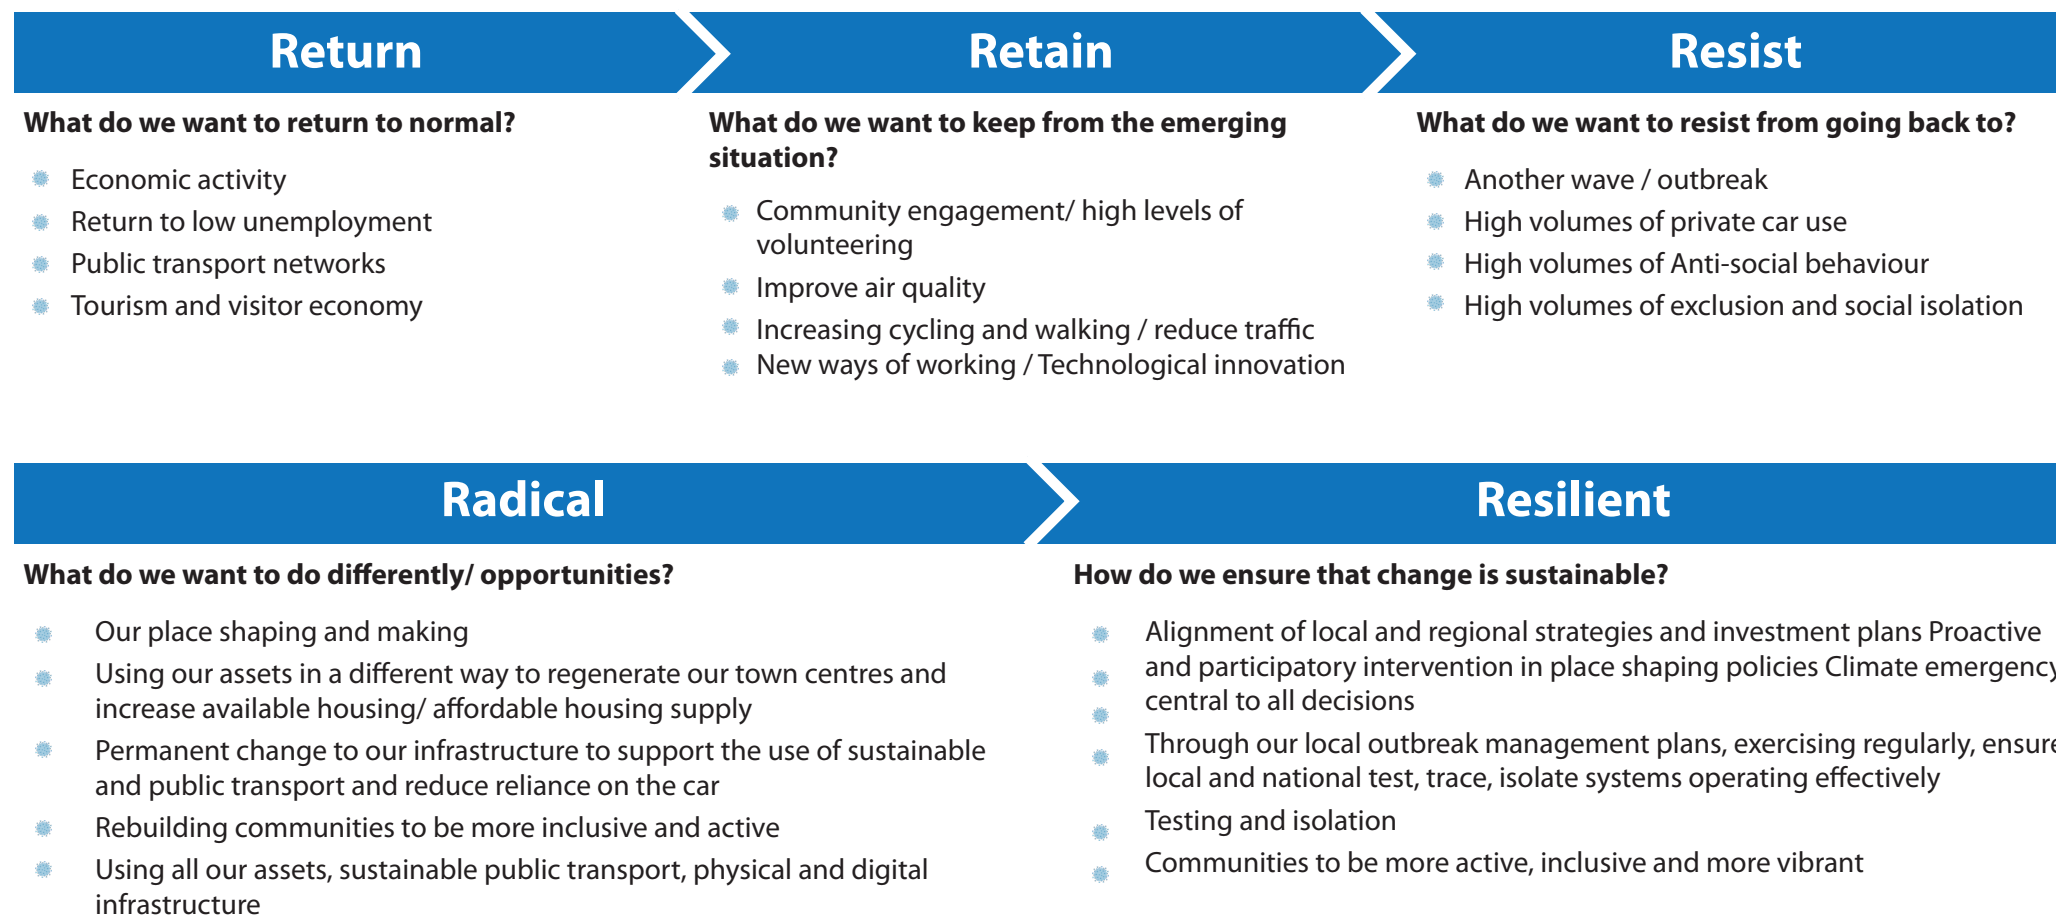 Return
Retain
Resist
What do we want to return to normal?
Economic activity
Return to low unemployment
Public transport networks
Tourism and visitor economy
What do we want to keep from the emerging
situation?
Community engagement/ high levels of
volunteering
Improve air quality
Increasing cycling and walking / reduce traffic
New ways of working / Technological innovation
What do we want to resist from going back to?
Another wave / outbreak
High volumes of private car use
High volumes of Anti-social behaviour
High volumes of exclusion and social isolation
Radical
Resilient
What do we want to do differently/ opportunities?
Our place shaping and making
Using our assets in a different way to regenerate our town centres and
increase available housing/ affordable housing supply
Permanent change to our infrastructure to support the use of sustainable
and public transport and reduce reliance on the car
Rebuilding communities to be more inclusive and active
Using all our assets, sustainable public transport, physical and digital
infrastructure
How do we ensure that change is sustainable?
Alignment of local and regional strategies and investment plans Proactive
and participatory intervention in place shaping policies Climate emergency
central to all decisions
Through our local outbreak management plans, exercising regularly, ensure
local and national test, trace, isolate systems operating effectively
Testing and isolation
Communities to be more active, inclusive and more vibrant